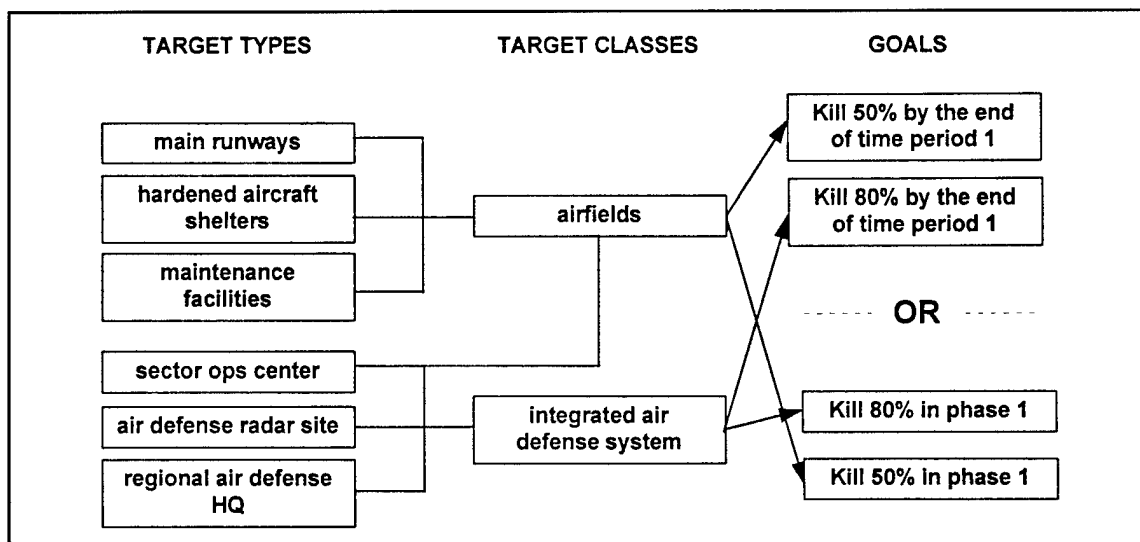 TARGET TYPES
TARGET CLASSES
GOALS
main runways
hardened aircraft
shelters
maintenance
facilities
sector ops center
air defense radar site
regional air defense
HQ
airfields
integrated air
defense system
Kill 50% by the end
of time period 1
Kill 80% by the end
of time period 1
OR
Kill 80% in phase 1
Kill 50% in phase 1